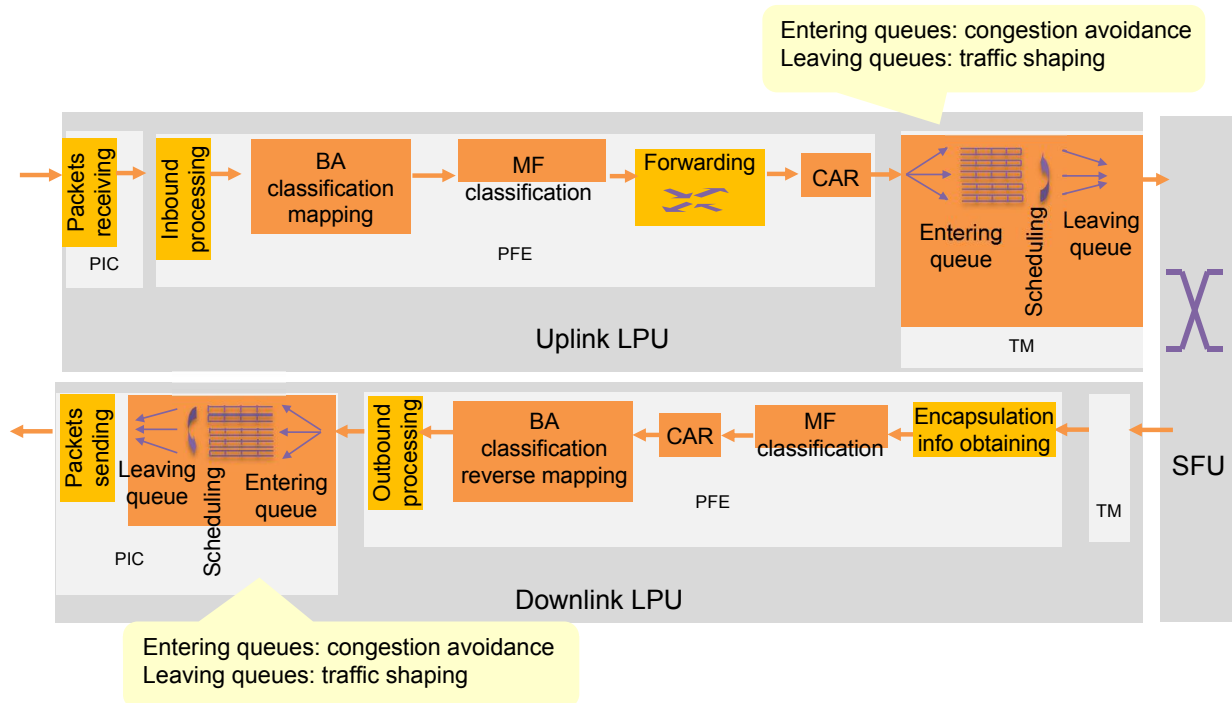 Entering queues: congestion avoidance
Leaving queues: traffic shaping
Packets
receiving
PIC
Inbound
processing
BA
classification
mapping
MF
classification
Forwarding
CAR
PFE
Entering
queue
Scheduling
Leaving
queue
TM
Uplink LPU
SFU
Packets
sending
Leaving
queue
Scheduling
Entering
queue
PIC
Outbound
processing
BA
classification
reverse mapping
CAR
MF
classification
Encapsulation
info obtaining
PFE
TM
Downlink LPU
Entering queues: congestion avoidance
Leaving queues: traffic shaping